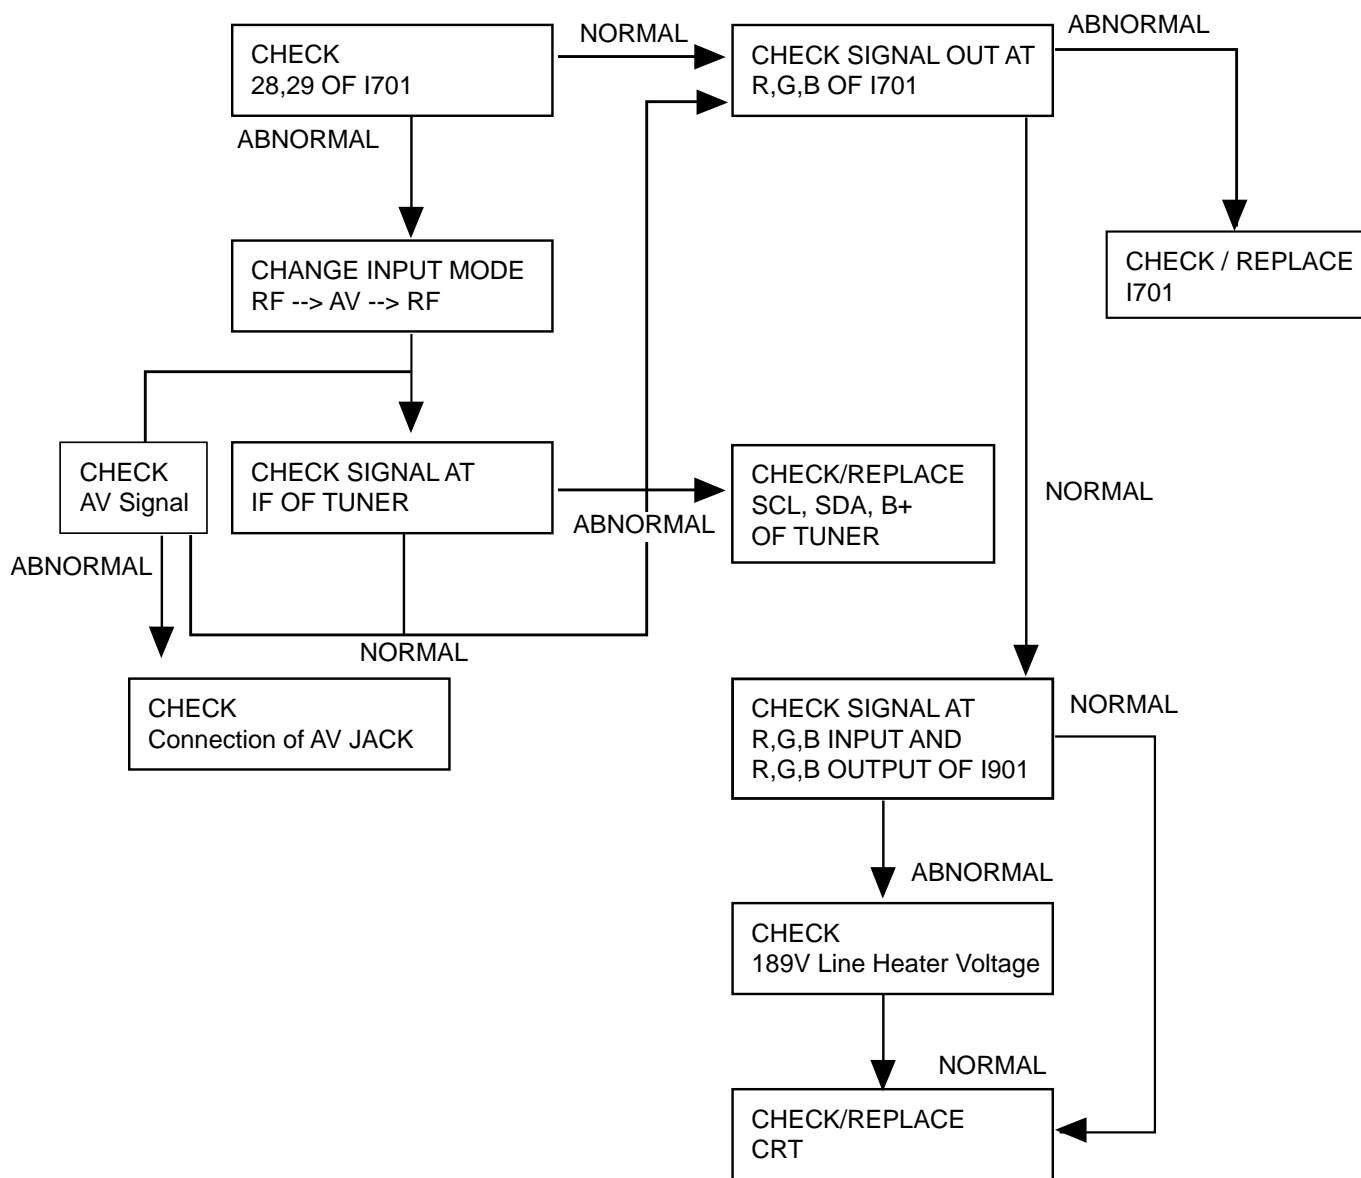 CHECK
28,29 OF I701
NORMAL
CHECK SIGNAL OUT AT
R,G,B OF I701
ABNORMAL
ABNORMAL
CHANGE INPUT MODE
RF --> AV --> RF
CHECK / REPLACE
I701
CHECK
AV Signal
CHECK SIGNAL AT
IF OF TUNER
ABNORMAL
CHECK/REPLACE
SCL, SDA, B+
OF TUNER
NORMAL
ABNORMAL
NORMAL
CHECK
Connection of AV JACK
CHECK SIGNAL AT
R,G,B INPUT AND
R,G,B OUTPUT OF I901
NORMAL
ABNORMAL
CHECK
189V Line Heater Voltage
NORMAL
CHECK/REPLACE
CRT